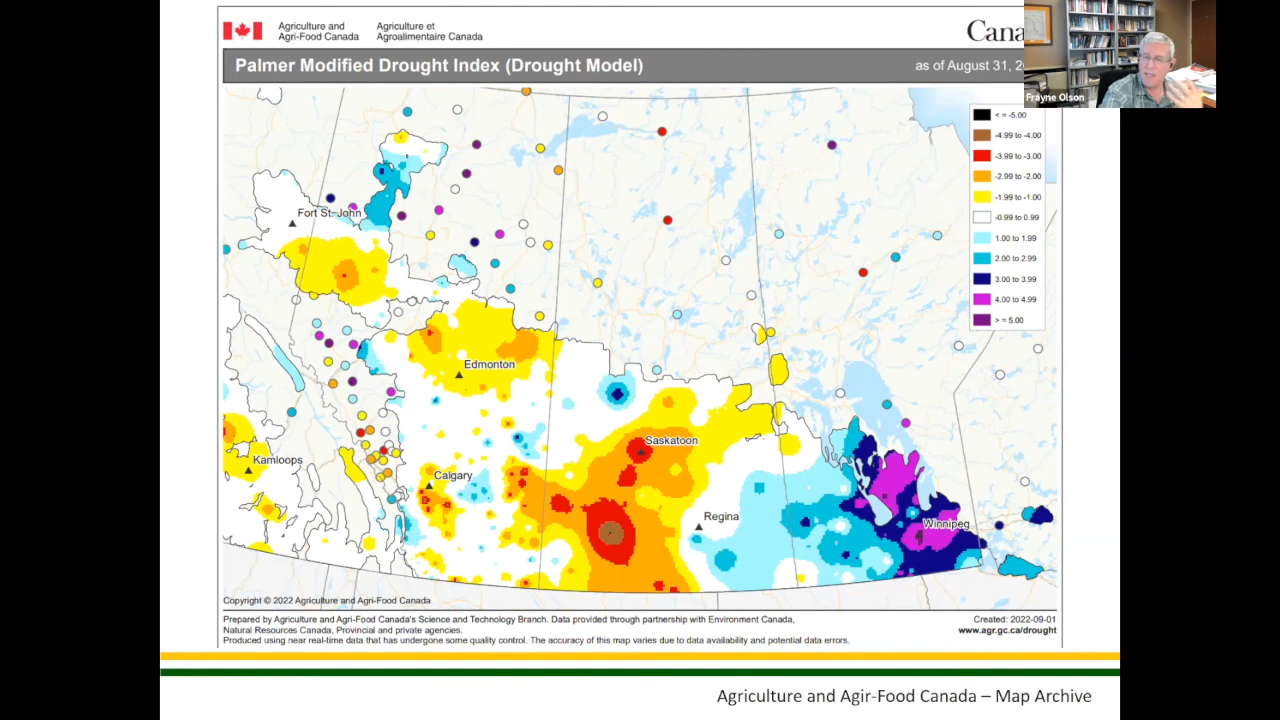 Agriculture and
Agri-Food Canada
Agriculture et
Agroalimentaire Canada
Palmer Modified Drought Index (Drought Model)
as of August 31,
Frayne Olson
< = -5.00
-4.99 to -4.00
-3.99 to -3.00
-2.99 to -2.00
-1.99 to -1.00
-0.99 to 0.99
1.00 to 1.99
2.00 to 2.99
3.00 to 3.99
4.00 to 4.99
> = 5.00
Fort St. John
Edmonton
Saskatoon
Kamloops
Calgary
Regina
Winnipeg
Copyright © 2022 Agriculture and Agri-Food Canada
Prepared by Agriculture and Agri-Food Canada's Science and Technology Branch. Data provided through partnership with Environment Canada,
Natural Resources Canada, Provincial and private agencies.
Produced using near real-time data that has undergone some quality control. The accuracy of this map varies due to data availability and potential data errors.
Created: 2022-09-01
www.agr.gc.ca/drought
Agriculture and Agir-Food Canada – Map Archive